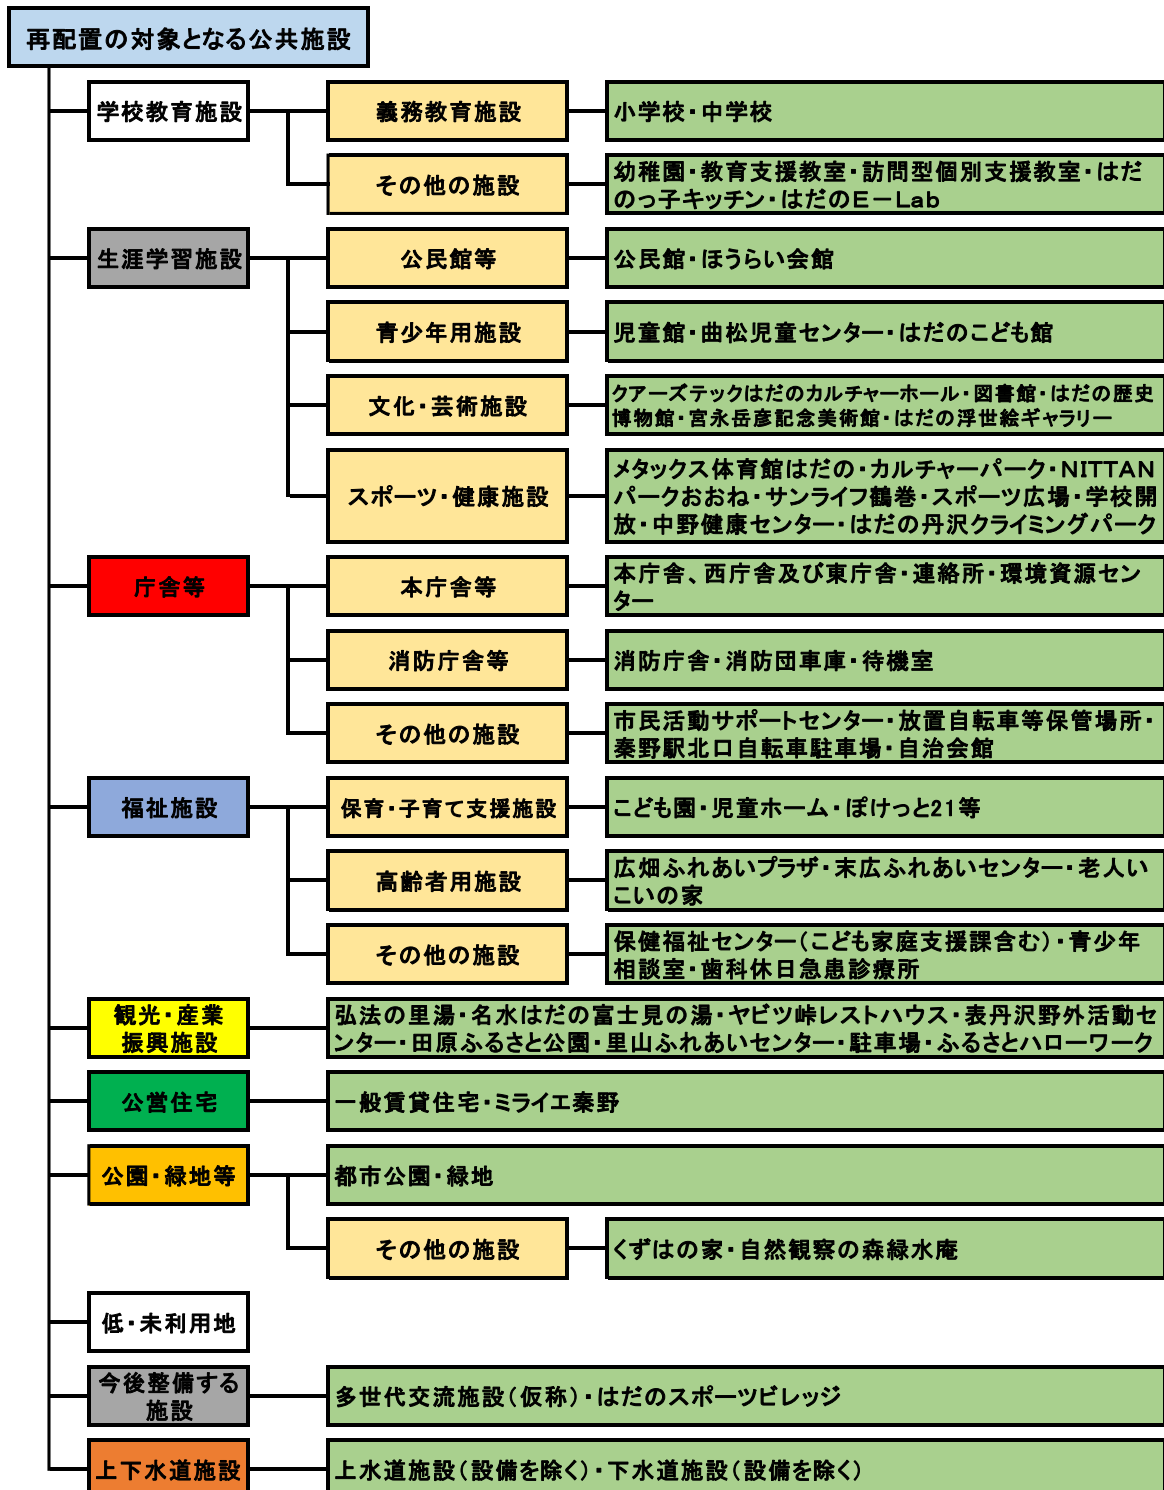 再配置の対象となる公共施設
学校教育施設
義務教育施設
小学校・中学校
その他の施設
幼稚園・教育支援教室・訪問型個別支援教室・はだ
のっ子キッチン・はだのE－Lab
生涯学習施設
公民館等
公民館・ほうらい会館
青少年用施設
児童館・曲松児童センター・はだのこども館
文化・芸術施設
クアーズテックはだのカルチャーホール・図書館・はだの歴史
博物館・宮永岳彦記念美術館・はだの浮世絵ギャラリー
スポーツ・健康施設
メタックス体育館はだの・カルチャーパーク・NITTAN
パークおおね・サンライフ鶴巻・スポーツ広場・学校開
放・中野健康センター・はだの丹沢クライミングパーク
庁舎等
本庁舎等
本庁舎、西庁舎及び東庁舎・連絡所・環境資源セン
ター
消防庁舎等
消防庁舎・消防団車庫・待機室
その他の施設
市民活動サポートセンター・放置自転車等保管場所・
秦野駅北口自転車駐車場・自治会館
福祉施設
保育・子育て支援施設
こども園・児童ホーム・ぽけっと21等
高齢者用施設
広畑ふれあいプラザ・末広ふれあいセンター・老人い
こいの家
その他の施設
保健福祉センター（こども家庭支援課含む）・青少年
相談室・歯科休日急患診療所
観光・産業
振興施設
弘法の里湯・名水はだの富士見の湯・ヤビツ峠レストハウス・表丹沢野外活動セ
ンター・田原ふるさと公園・里山ふれあいセンター・駐車場・ふるさとハローワーク
公営住宅
一般賃貸住宅・ミライエ秦野
公園・緑地等
都市公園・緑地
その他の施設
くずはの家・自然観察の森緑水庵
低・未利用地
今後整備する
施設
多世代交流施設（仮称）・はだのスポーツビレッジ
上下水道施設
上水道施設（設備を除く）・下水道施設（設備を除く）